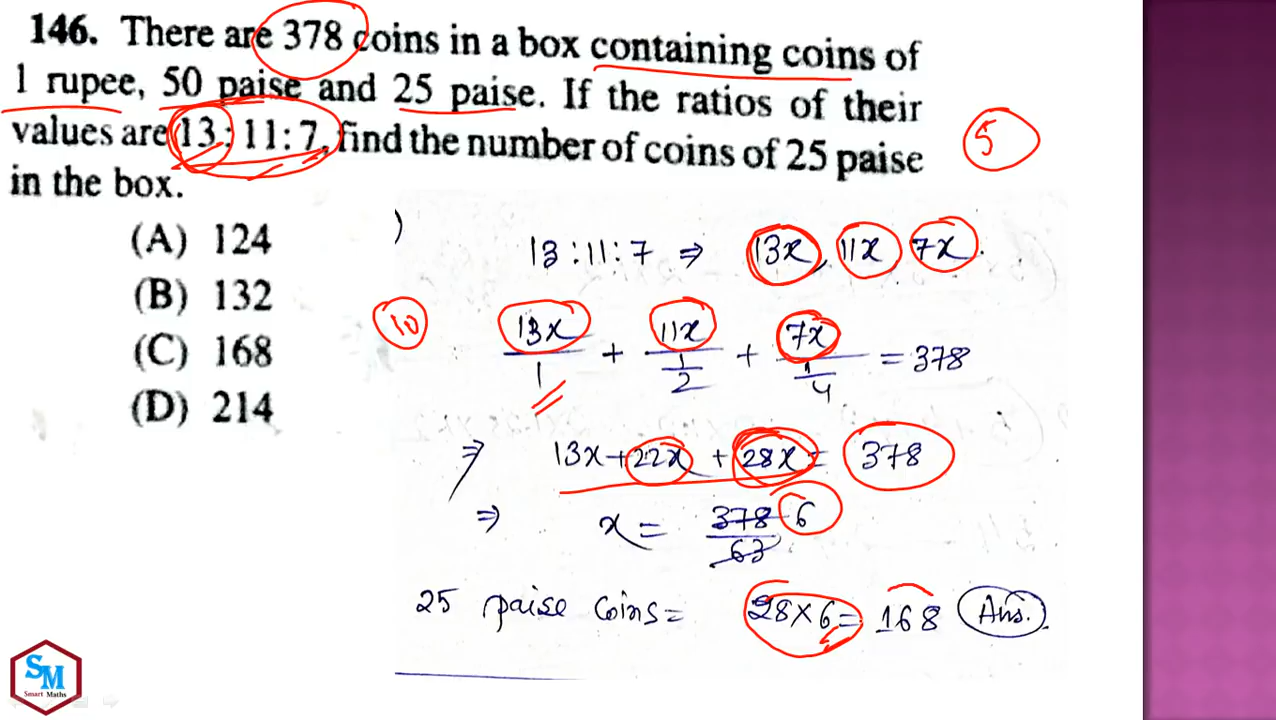 146. There are 378 coins in a box containing coins of
1 rupee, 50 paise and 25 paise. If the ratios of their
values are 13 : 11 : 7, find the number of coins of 25 paise
in the box.
5
(A) 124
(B) 132
(C) 168
(D) 214
)
13 : 11 : 7 ⇒ 13x, 11x 7x.
10
13x/1 + 11x/(1/2) + 7x/(1/4) = 378
⇒ 13x + 22x + 28x = 378
⇒ x = 378/63 6
25 paise coins = 28 × 6 = 168 Ans.
SM
Smart Maths